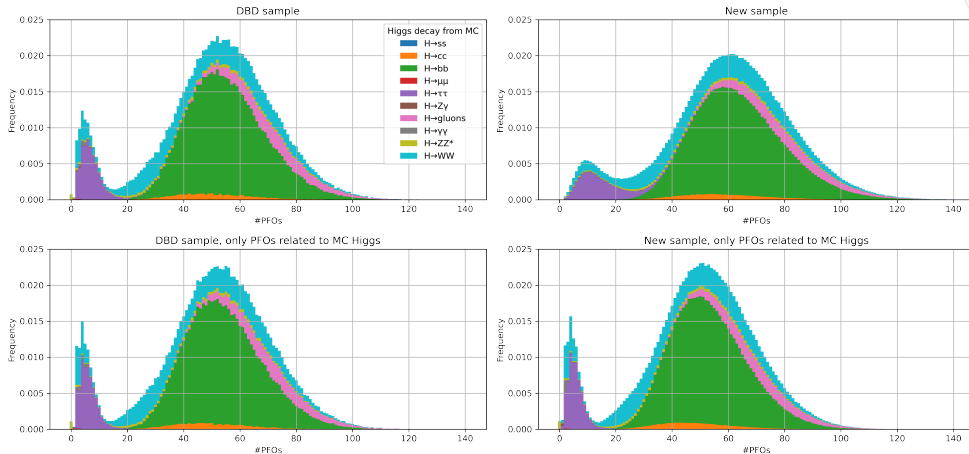 DBD sample
Frequency
0.025
0.020
0.015
0.010
0.005
0.000
0 20 40 60 80 100 120 140
#PFOs
Higgs decay from MC
H→ss
H→cc
H→bb
H→μμ
H→ττ
H→Zγ
H→gluons
H→γγ
H→ZZ*
H→WW
New sample
Frequency
0.025
0.020
0.015
0.010
0.005
0.000
0 20 40 60 80 100 120 140
#PFOs
DBD sample, only PFOs related to MC Higgs
Frequency
0.025
0.020
0.015
0.010
0.005
0.000
0 20 40 60 80 100 120 140
#PFOs
New sample, only PFOs related to MC Higgs
Frequency
0.025
0.020
0.015
0.010
0.005
0.000
0 20 40 60 80 100 120 140
#PFOs